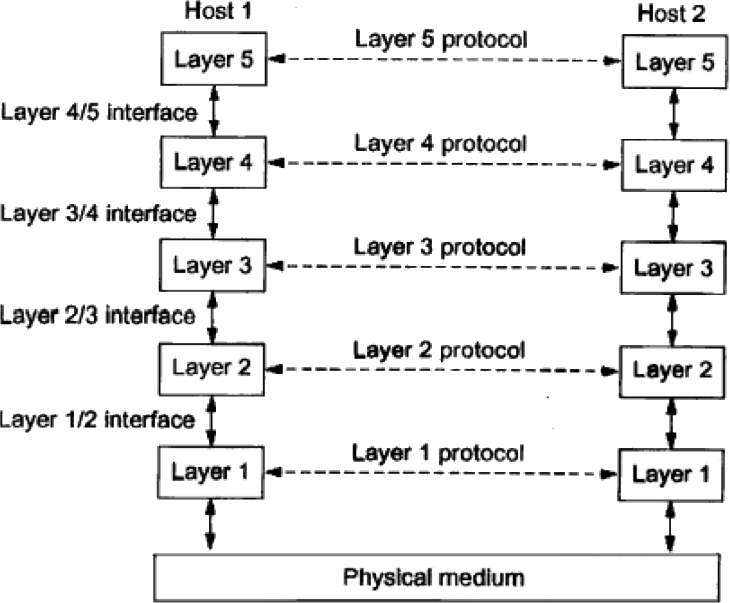 Host 1
Host 2
Layer 5
Layer 5 protocol
Layer 5
Layer 4/5 interface
Layer 4
Layer 4 protocol
Layer 4
Layer 3/4 interface
Layer 3
Layer 3 protocol
Layer 3
Layer 2/3 interface
Layer 2
Layer 2 protocol
Layer 2
Layer 1/2 interface
Layer 1
Layer 1 protocol
Layer 1
Physical medium